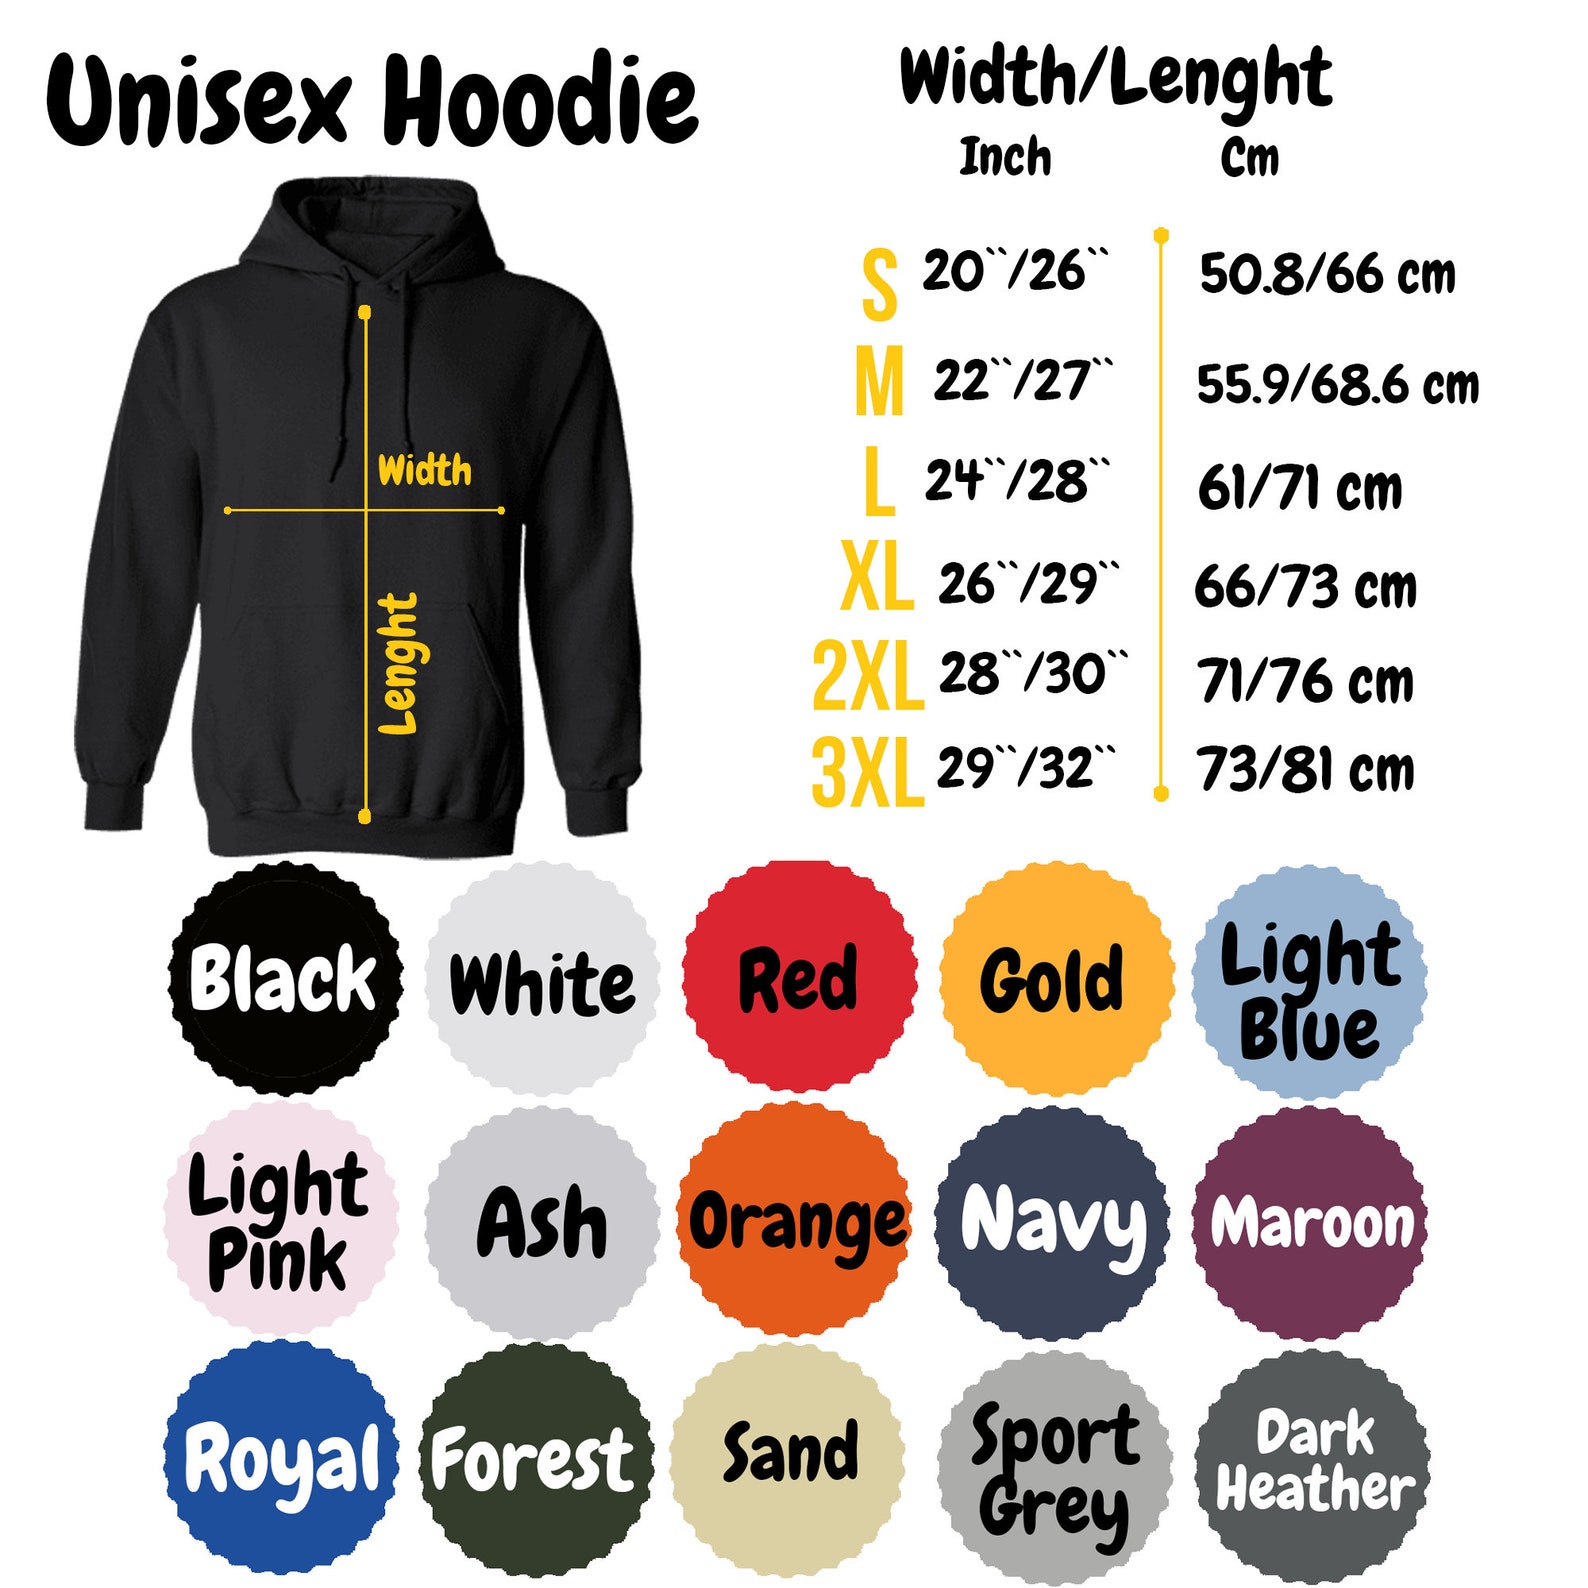 Unisex Hoodie
Width
Lenght
Width/Lenght
Inch Cm
S 20``/26`` 50.8/66 cm
M 22``/27`` 55.9/68.6 cm
L 24``/28`` 61/71 cm
XL 26``/29`` 66/73 cm
2XL 28``/30`` 71/76 cm
3XL 29``/32`` 73/81 cm
Black
White
Red
Gold
Light
Blue
Light
Pink
Ash
Orange
Navy
Maroon
Royal
Forest
Sand
Sport
Grey
Dark
Heather